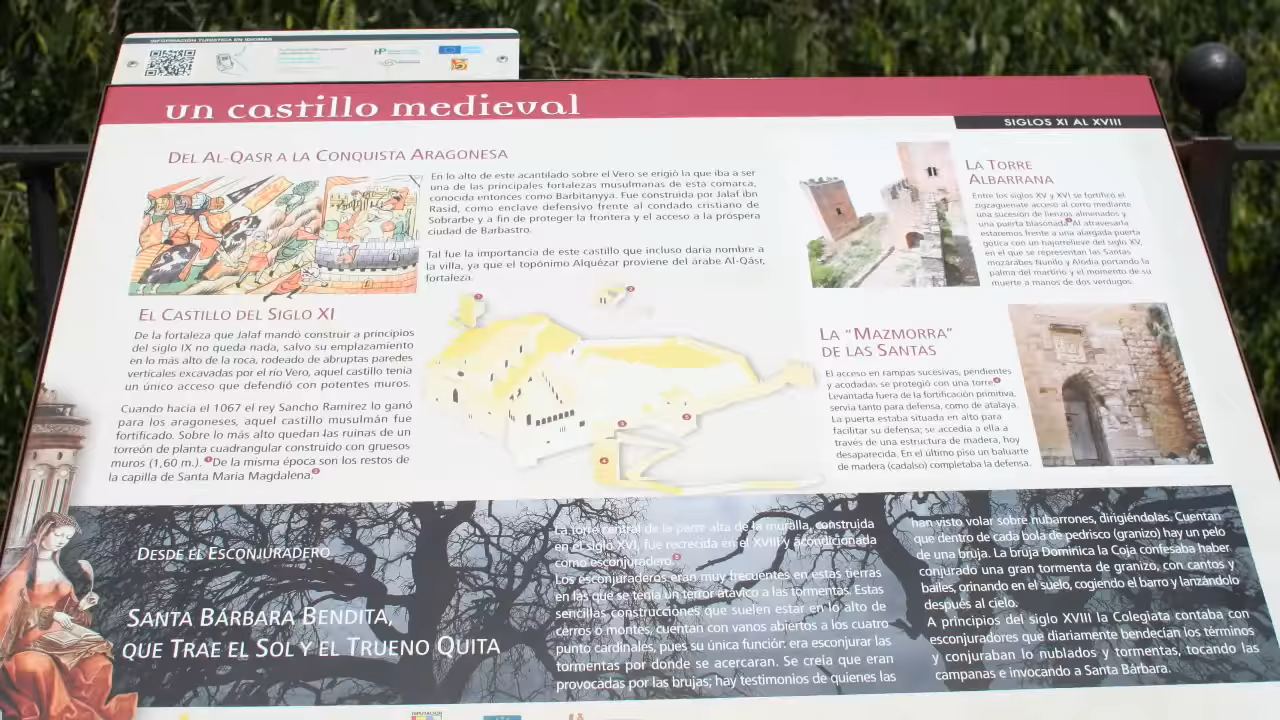 INFORMACIÓN TURÍSTICA EN IDIOMAS
un castillo medieval
SIGLOS XI AL XVIII
DEL AL-QASR A LA CONQUISTA ARAGONESA
En lo alto de este acantilado sobre el Vero se erigió la que iba a ser
una de las principales fortalezas musulmanas de esta comarca,
conocida entonces como Barbitanyya. Fue construida por Jalaf ibn
Rasid, como enclave defensivo frente al condado cristiano de
Sobrarbe y a fin de proteger la frontera y el acceso a la próspera
ciudad de Barbastro.
Tal fue la importancia de este castillo que incluso daría nombre a
la villa, ya que el topónimo Alquézar proviene del árabe Al-Qàsr,
fortaleza.
EL CASTILLO DEL SIGLO XI
De la fortaleza que Jalaf mandó construir a principios
del siglo IX no queda nada, salvo su emplazamiento
en lo más alto de la roca, rodeado de abruptas paredes
verticales excavadas por el río Vero, aquel castillo tenía
un único acceso que defendió con potentes muros.
Cuando hacia el 1067 el rey Sancho Ramírez lo ganó
para los aragoneses, aquel castillo musulmán fue
fortificado. Sobre lo más alto quedan las ruinas de un
torreón de planta cuadrangular construido con gruesos
muros (1,60 m.). De la misma época son los restos de
la capilla de Santa María Magdalena.
LA TORRE
ALBARRANA
Entre los siglos XV y XVI se fortificó el
zigzagueante acceso al cerro mediante
una sucesión de lienzos almenados y
una puerta blasonada. Al atravesarla
estaremos frente a una alargada puerta
gótica con un bajorrelieve del siglo XV,
en el que se representan las Santas
mozárabes Nunilo y Alodia portando la
palma del martirio y el momento de su
muerte a manos de dos verdugos.
LA "MAZMORRA"
DE LAS SANTAS
El acceso en rampas sucesivas, pendientes
y acodadas se protegió con una torre
Levantada fuera de la fortificación primitiva,
servía tanto para defensa, como de atalaya.
La puerta estaba situada en alto para
facilitar su defensa; se accedía a ella a
través de una estructura de madera, hoy
desaparecida. En el último piso un baluarte
de madera (cadalso) completaba la defensa.
DESDE EL ESCONJURADERO
SANTA BÁRBARA BENDITA,
QUE TRAE EL SOL Y EL TRUENO QUITA
La torre central de la parte alta de la muralla, construida
en el siglo XVI, fue recrecida en el XVIII y acondicionada
como esconjuradero.
Los esconjuraderos eran muy frecuentes en estas tierras
en las que se tenía un terror atávico a las tormentas. Estas
sencillas construcciones que suelen estar en lo alto de
cerros o montes, cuentan con vanos abiertos a los cuatro
punto cardinales, pues su única función era esconjurar las
tormentas por donde se acercaran. Se creía que eran
provocadas por las brujas; hay testimonios de quienes las
han visto volar sobre nubarrones, dirigiéndolas. Cuentan
que dentro de cada bola de pedrisco (granizo) hay un pelo
de una bruja. La bruja Dominica la Coja confesaba haber
conjurado una gran tormenta de granizo, con cantos y
bailes, orinando en el suelo, cogiendo el barro y lanzándolo
después al cielo.
A principios del siglo XVIII la Colegiata contaba con
esconjuradores que diariamente bendecían los términos
y conjuraban lo nublados y tormentas, tocando las
campanas e invocando a Santa Bárbara.